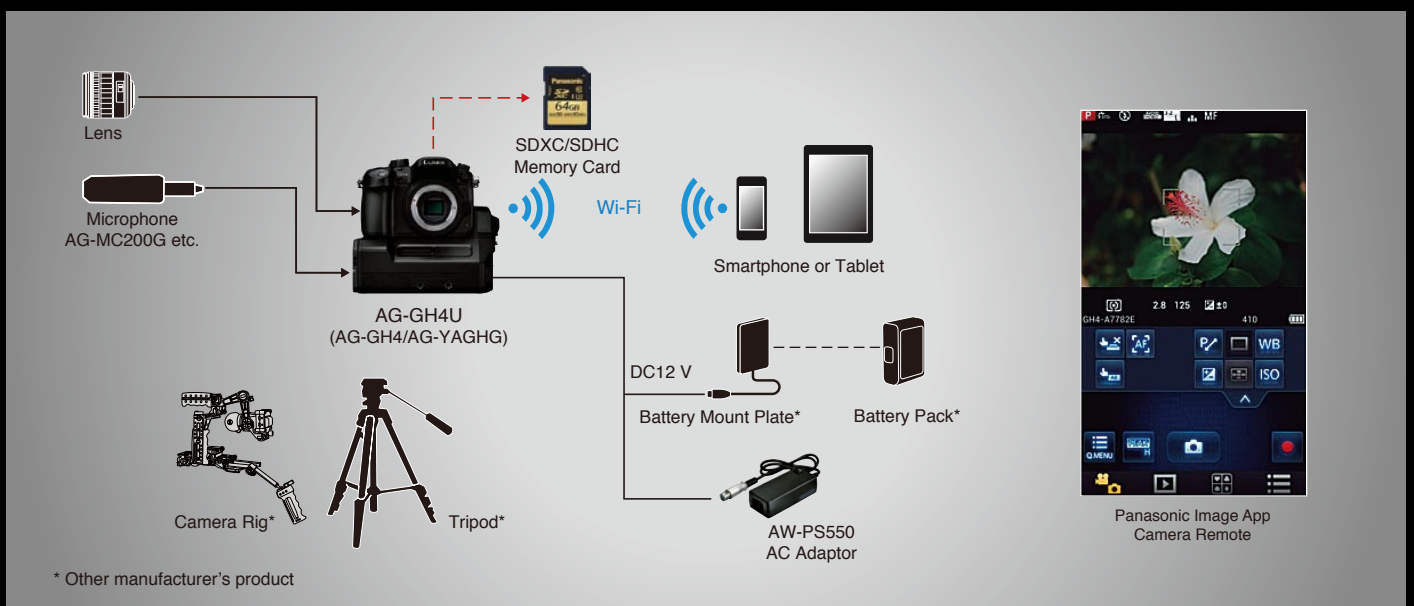 Lens
Microphone
AG-MC200G etc.
LUMIX
AG-GH4U
(AG-GH4/AG-YAGHG)
Panasonic
64GB
SDXC/SDHC
Memory Card
Wi-Fi
Smartphone or Tablet
DC12 V
Battery Mount Plate*
Battery Pack*
AW-PS550
AC Adaptor
Camera Rig*
Tripod*
* Other manufacturer's product
P
MF
2.8 125 ±0
GH4-A7782E 410
AF
WB
ISO
Q.MENU
H
Panasonic Image App
Camera Remote